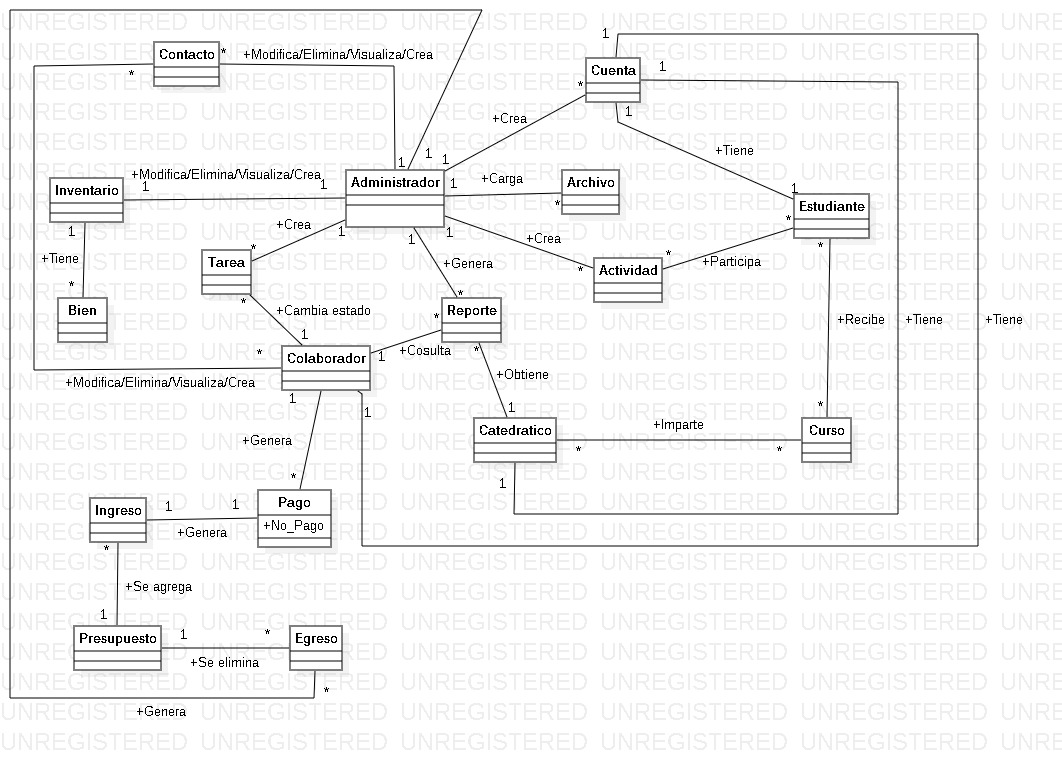 Contacto
*
+Modifica/Elimina/Visualiza/Crea
*
1
Cuenta
1
*
1
+Crea
1
1
1
+Tiene
1
+Modifica/Elimina/Visualiza/Crea
Inventario
1
1
Administrador
1
+Carga
*
Archivo
Estudiante
*
*
1
+Tiene
*
Bien
+Crea
*
Tarea
*
1
1
1
+Crea
*
Actividad
*
+Participa
+Genera
*
Reporte
*
*
+Cambia estado
1
*
Colaborador
1
+Cosulta
+Modifica/Elimina/Visualiza/Crea
1
1
+Recibe
+Tiene
+Tiene
+Obtiene
1
Catedratico
*
+Imparte
*
*
Curso
1
+Genera
*
Pago
+No_Pago
Ingreso
1
1
+Genera
*
+Se agrega
1
Presupuesto
1
*
+Se elimina
Egreso
*
+Genera
UNREGISTERED